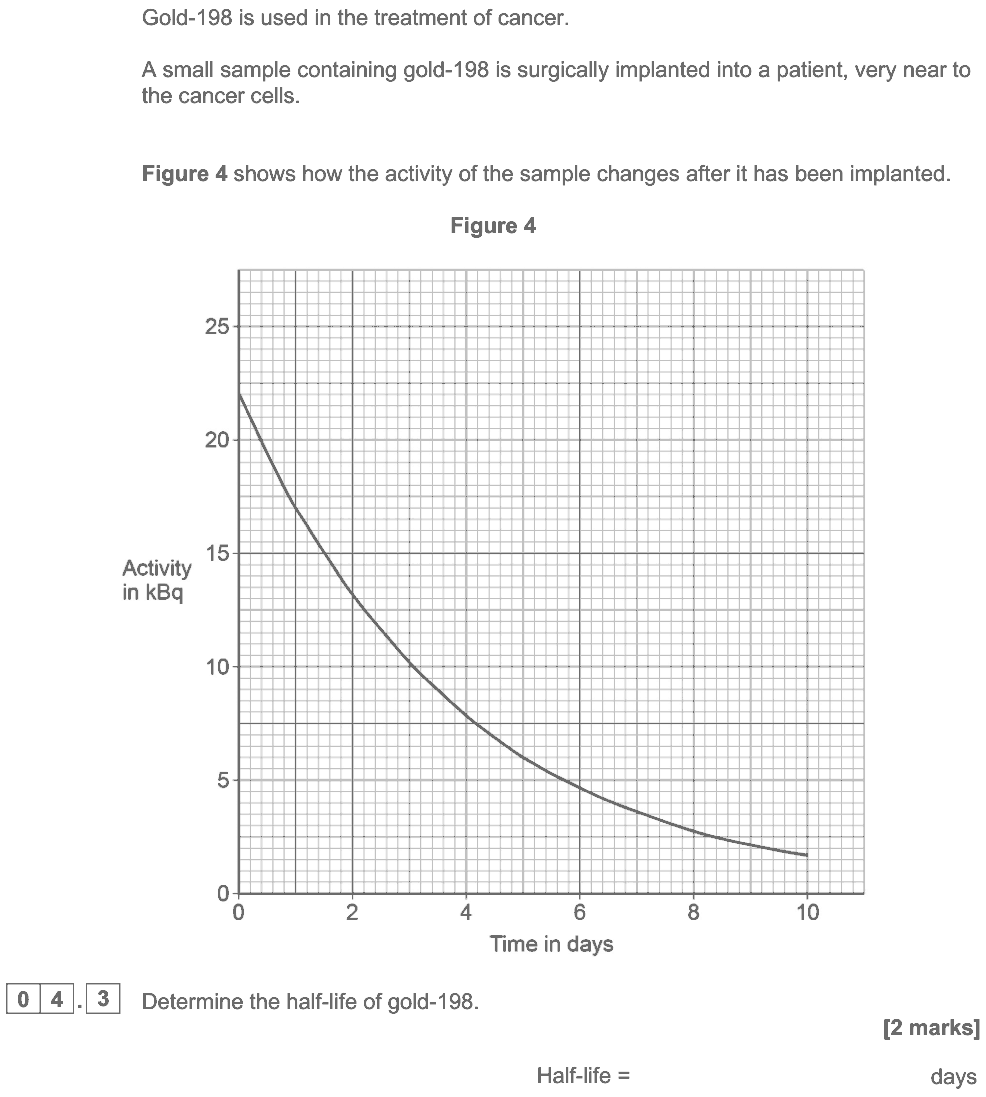 Gold-198 is used in the treatment of cancer.
A small sample containing gold-198 is surgically implanted into a patient, very near to
the cancer cells.
Figure 4 shows how the activity of the sample changes after it has been implanted.
Figure 4
25
20
Activity
in kBq
15
10
5
0
0 2 4 6 8 10
Time in days
0 4 . 3 Determine the half-life of gold-198.
[2 marks]
Half-life = days